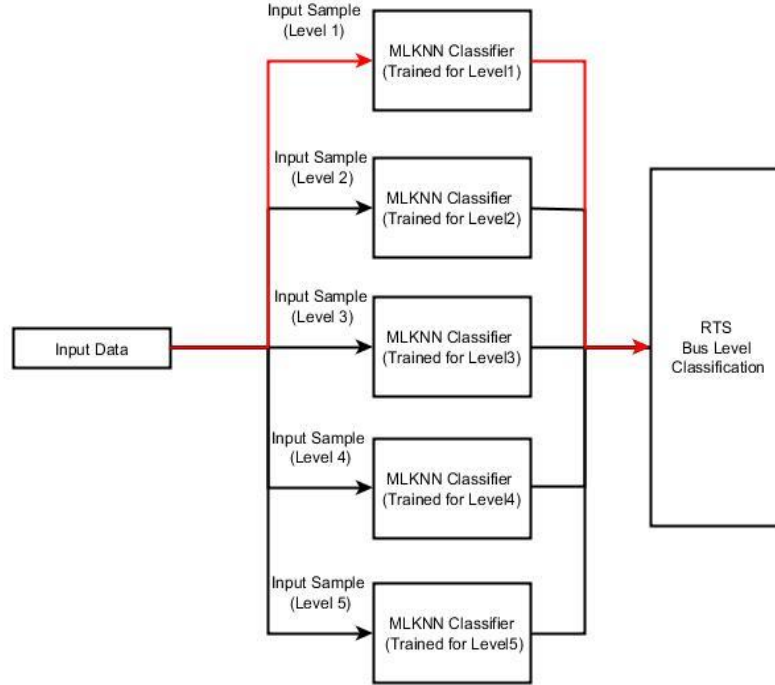 Input Sample
(Level 1)
MLKNN Classifier
(Trained for Level1)
Input Sample
(Level 2)
MLKNN Classifier
(Trained for Level2)
Input Sample
(Level 3)
MLKNN Classifier
(Trained for Level3)
Input Data
RTS
Bus Level
Classification
Input Sample
(Level 4)
MLKNN Classifier
(Trained for Level4)
Input Sample
(Level 5)
MLKNN Classifier
(Trained for Level5)